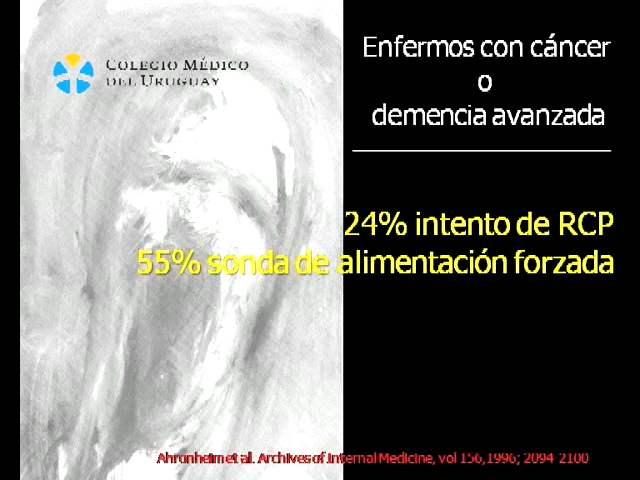 COLEGIO MÉDICO
DEL URUGUAY
Enfermos con cáncer
o
demencia avanzada
24% intento de RCP
55% sonda de alimentación forzada
Ahronheim et al. Archives of Internal Medicine, vol 156,1996; 2094-2100